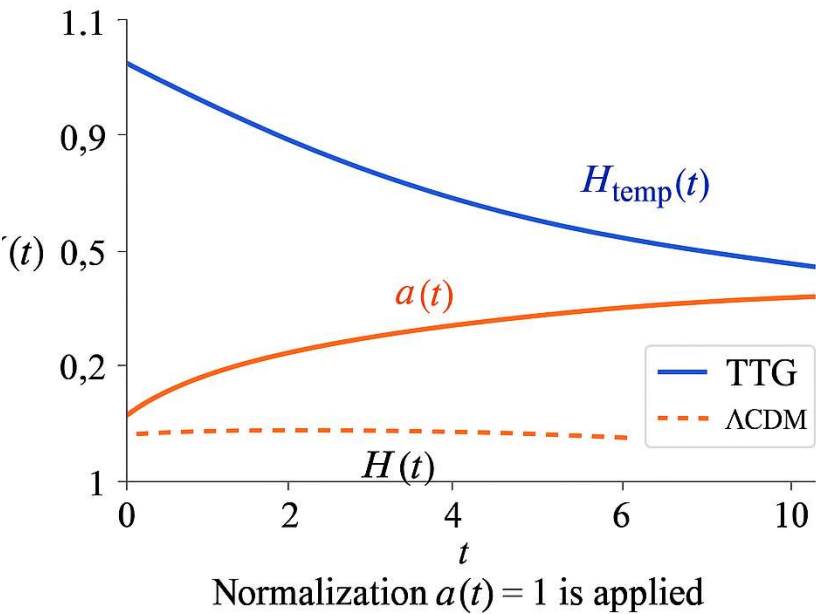 1.1
0,9
H_temp(t)
′(t) 0,5
a(t)
0,2
TTG
ΛCDM
H(t)
1
0 2 4 6 10
t
Normalization a(t) = 1 is applied